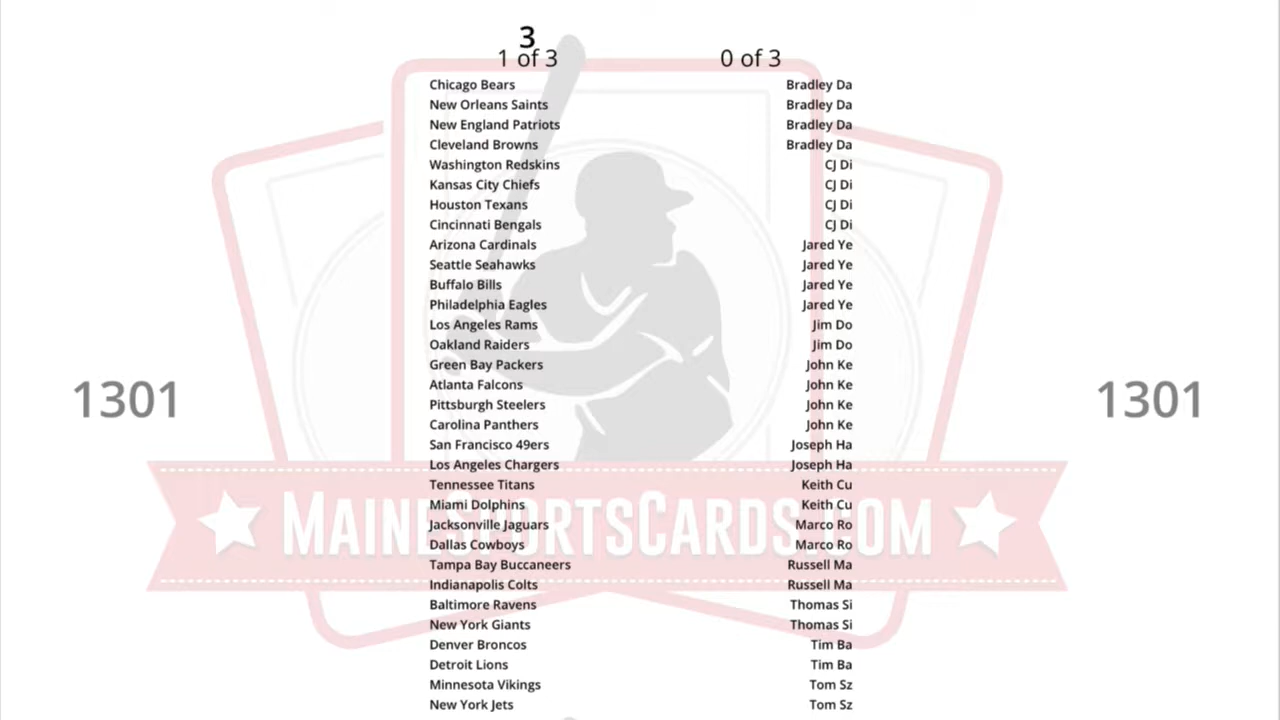 3
1 of 3 0 of 3
Chicago Bears Bradley Da
New Orleans Saints Bradley Da
New England Patriots Bradley Da
Cleveland Browns Bradley Da
Washington Redskins CJ Di
Kansas City Chiefs CJ Di
Houston Texans CJ Di
Cincinnati Bengals CJ Di
Arizona Cardinals Jared Ye
Seattle Seahawks Jared Ye
Buffalo Bills Jared Ye
Philadelphia Eagles Jared Ye
Los Angeles Rams Jim Do
Oakland Raiders Jim Do
Green Bay Packers John Ke
Atlanta Falcons John Ke
1301 1301
Pittsburgh Steelers John Ke
Carolina Panthers John Ke
San Francisco 49ers Joseph Ha
Los Angeles Chargers Joseph Ha
Tennessee Titans Keith Cu
Miami Dolphins Keith Cu
MAINESPORTSCARDS.COM
Jacksonville Jaguars Marco Ro
Dallas Cowboys Marco Ro
Tampa Bay Buccaneers Russell Ma
Indianapolis Colts Russell Ma
Baltimore Ravens Thomas Si
New York Giants Thomas Si
Denver Broncos Tim Ba
Detroit Lions Tim Ba
Minnesota Vikings Tom Sz
New York Jets Tom Sz